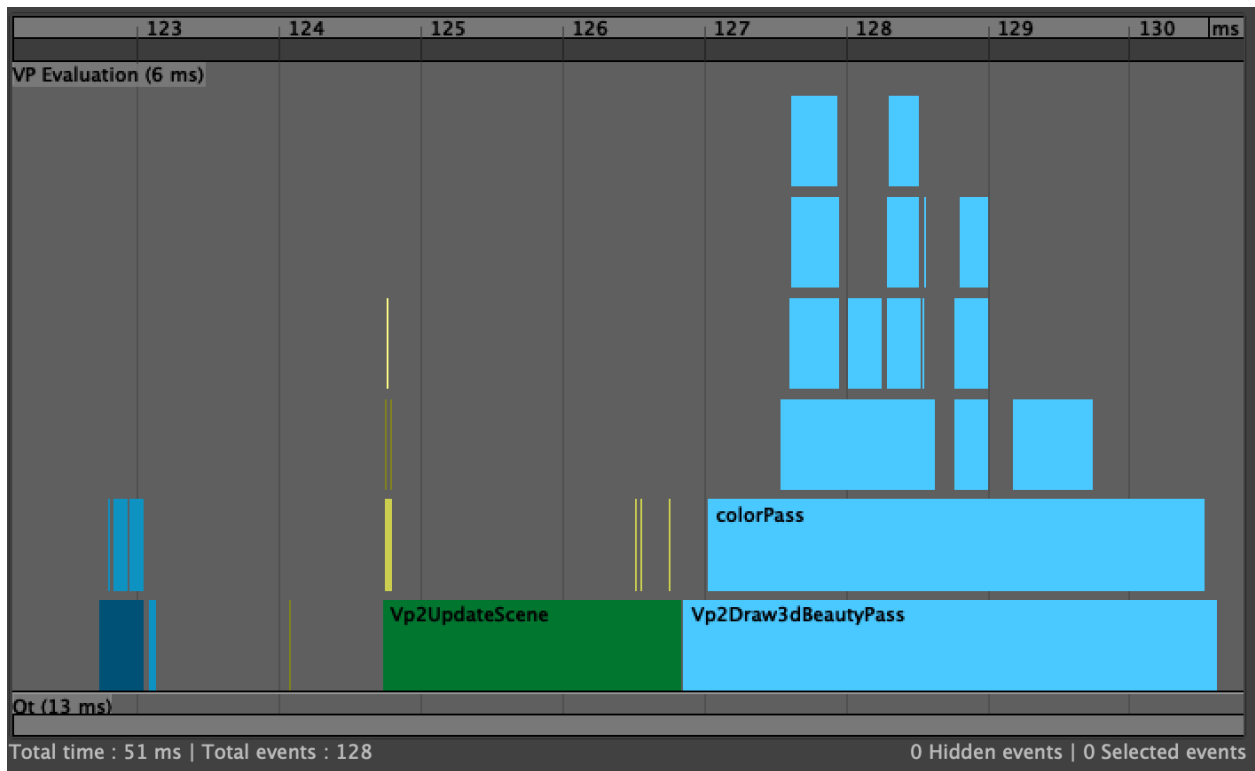 123 124 125 126 127 128 129 130 ms
VP Evaluation (6 ms)
colorPass
Vp2UpdateScene Vp2Draw3dBeautyPass
Qt (13 ms)
Total time : 51 ms | Total events : 128 0 Hidden events | 0 Selected events